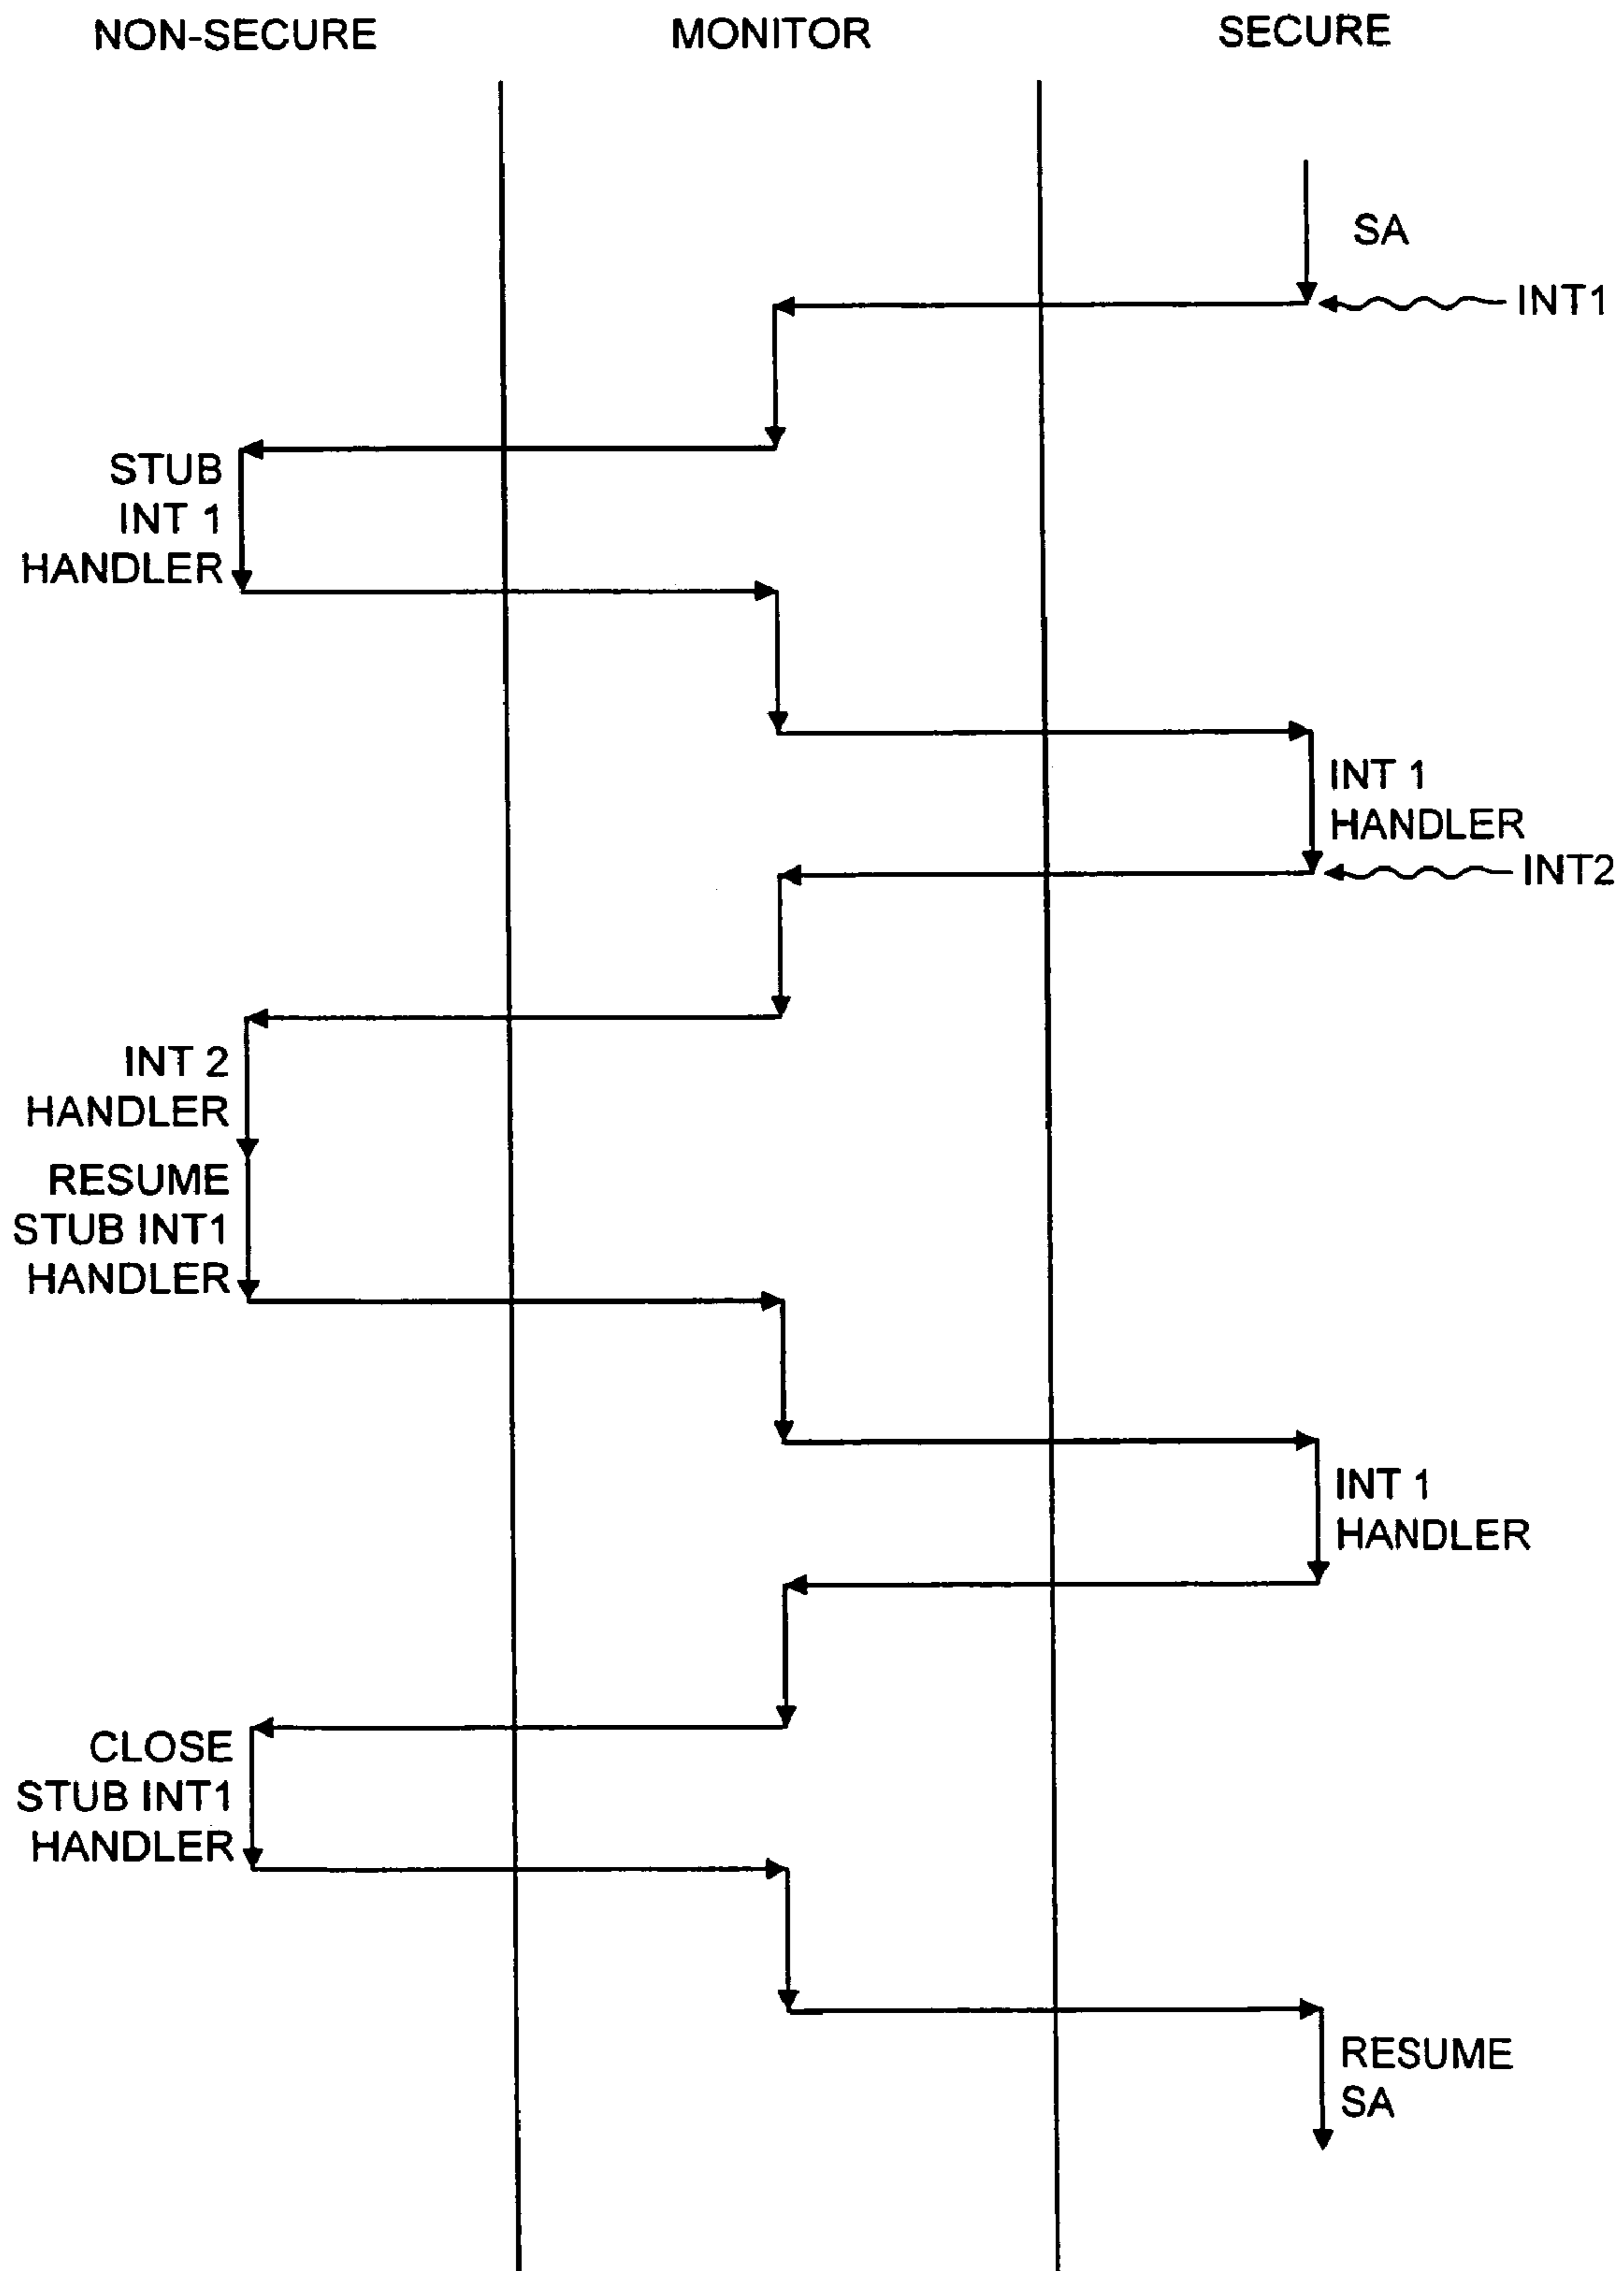 NON-SECURE
MONITOR
SECURE
SA
INT1
STUB
INT 1
HANDLER
INT 1
HANDLER
INT2
INT 2
HANDLER
RESUME
STUB INT1
HANDLER
INT 1
HANDLER
CLOSE
STUB INT1
HANDLER
RESUME
SA